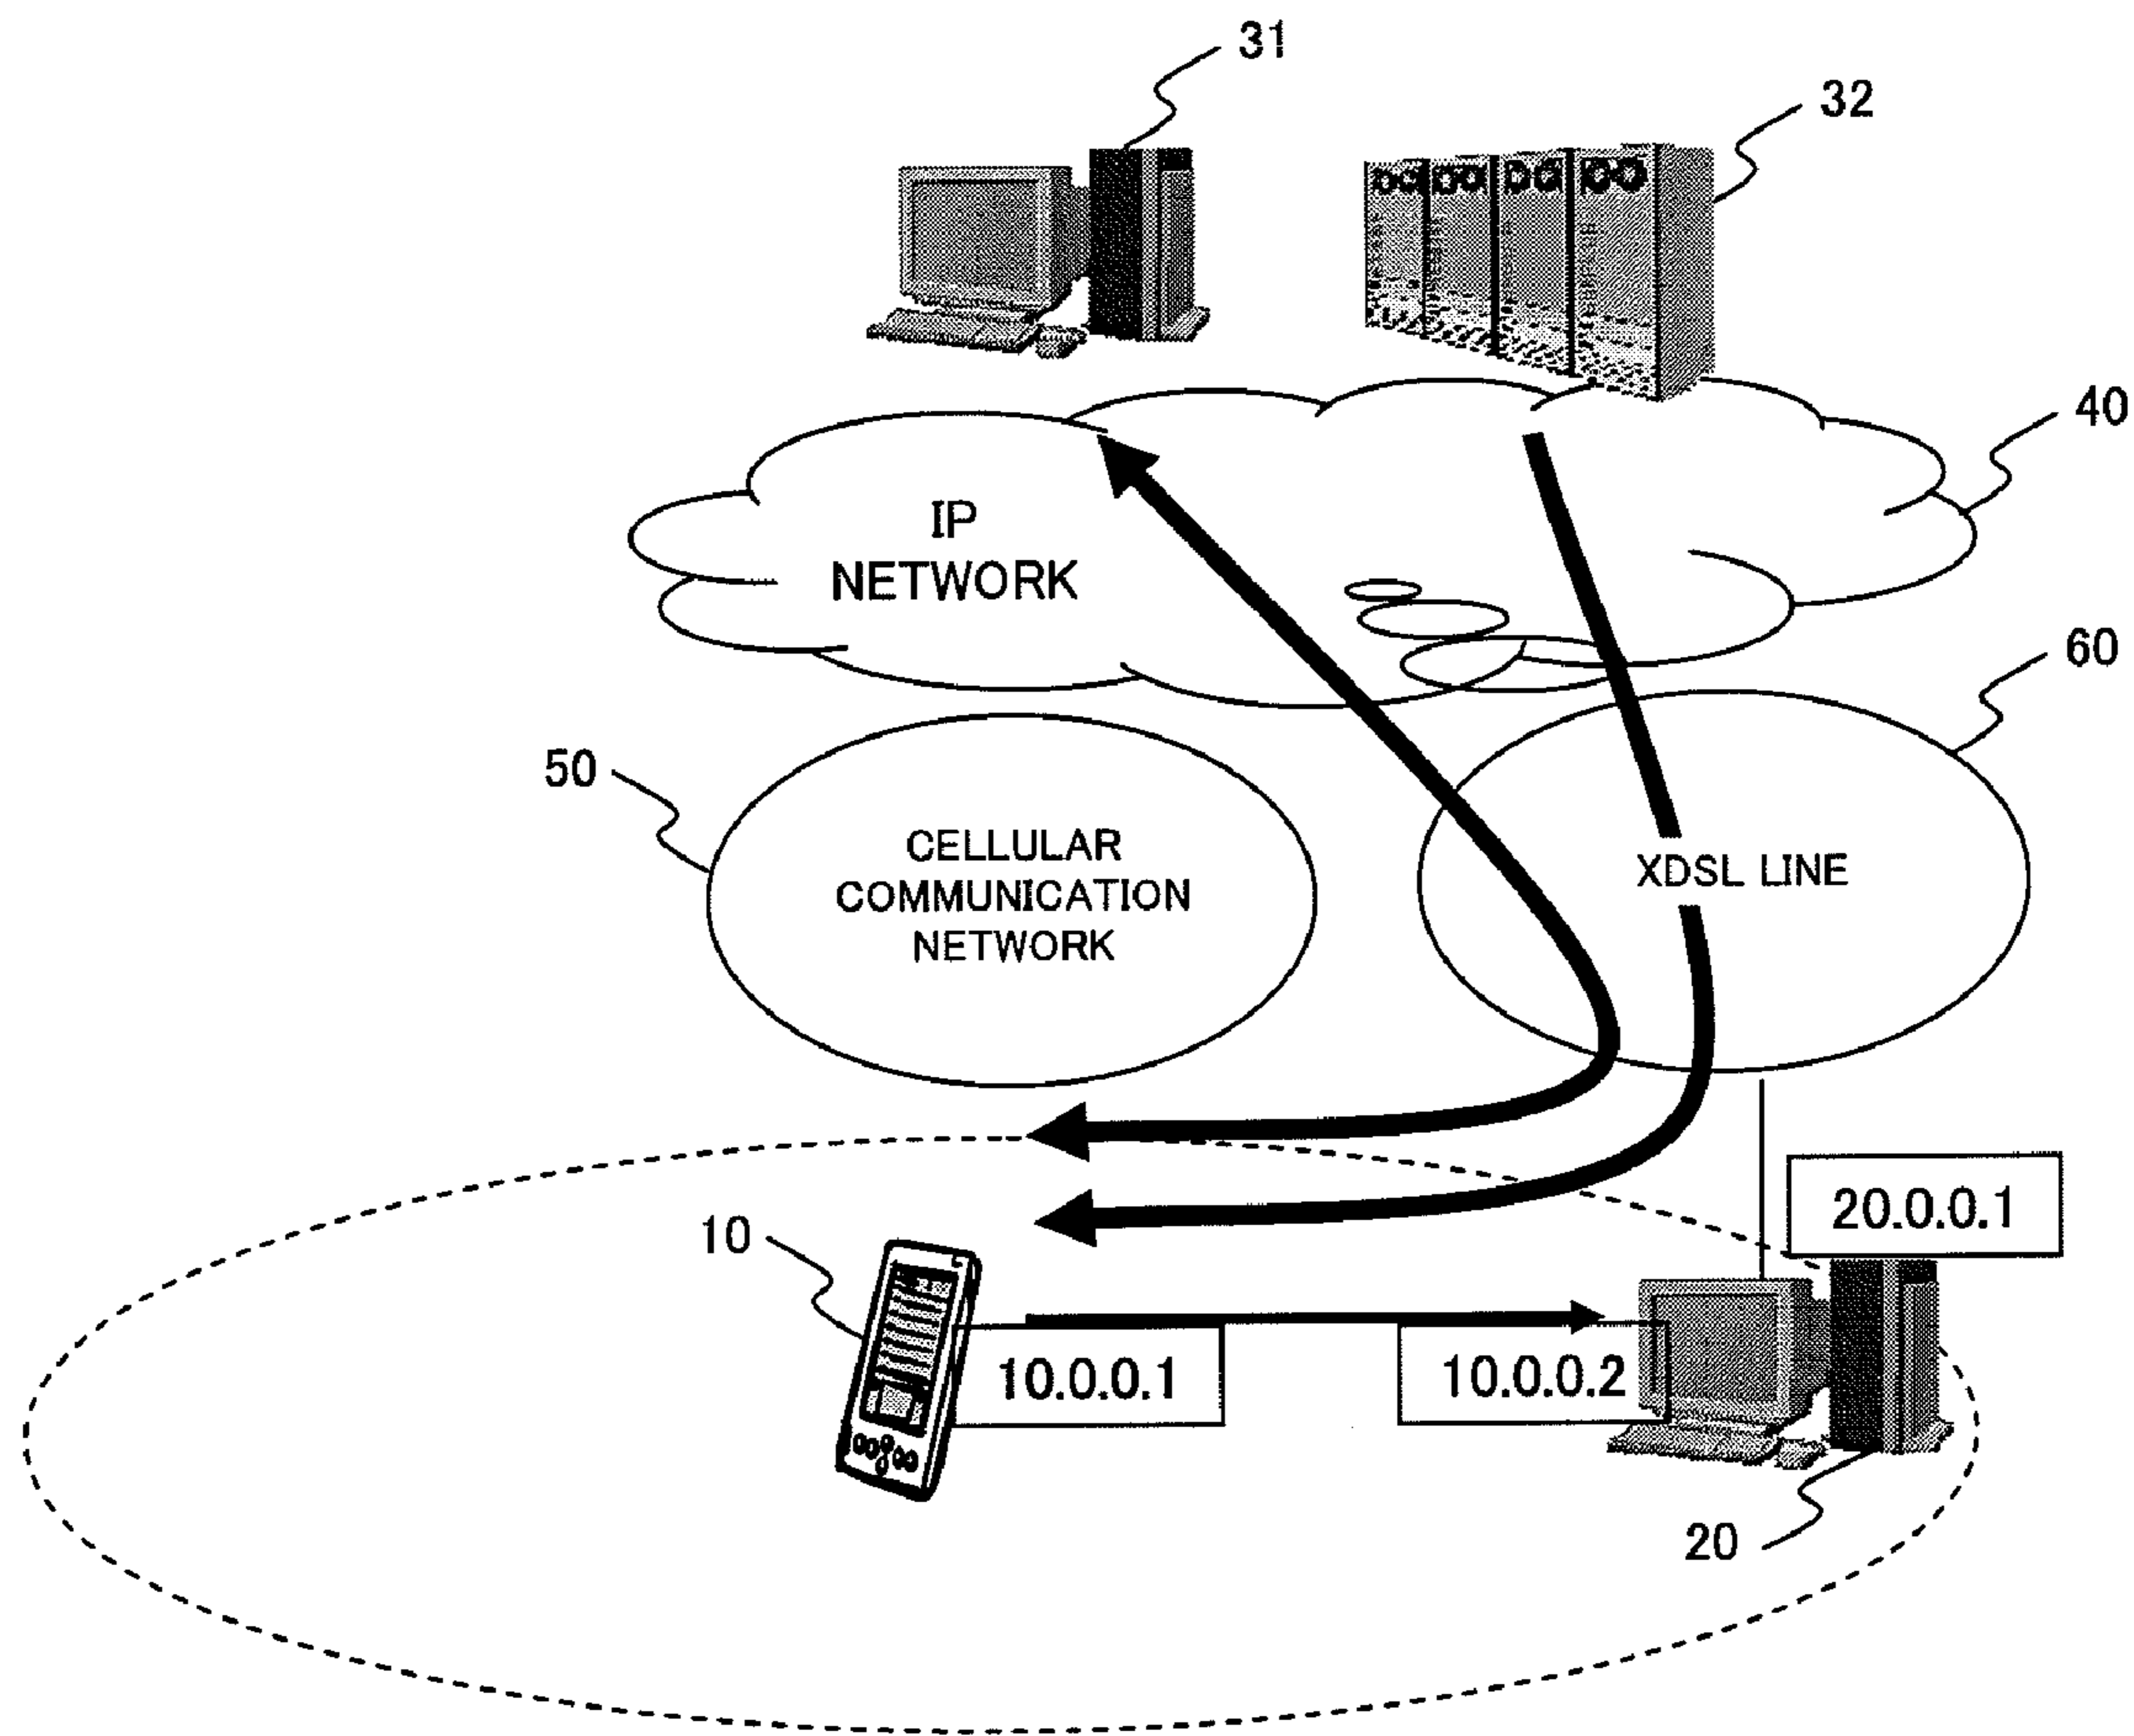 31
32
40
IP
NETWORK
60
50
CELLULAR
COMMUNICATION
NETWORK
XDSL LINE
20.0.0.1
10
10.0.0.1
10.0.0.2
20